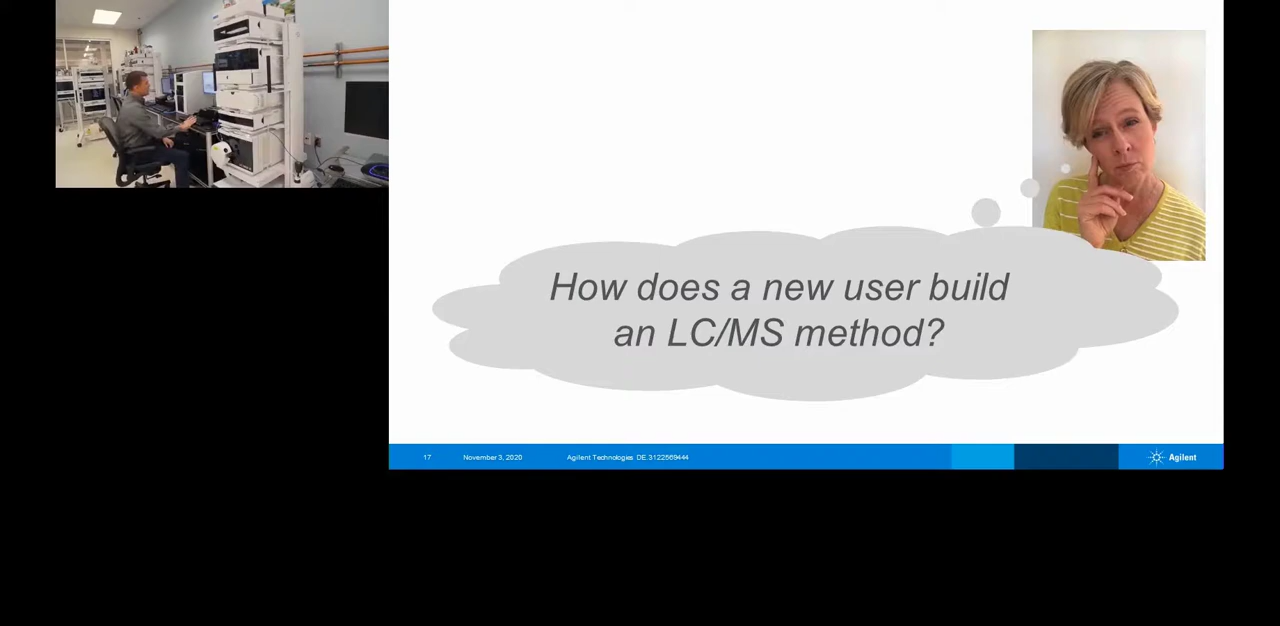 How does a new user build
an LC/MS method?
17 November 3, 2020 Agilent Technologies DE.3122569444 Agilent